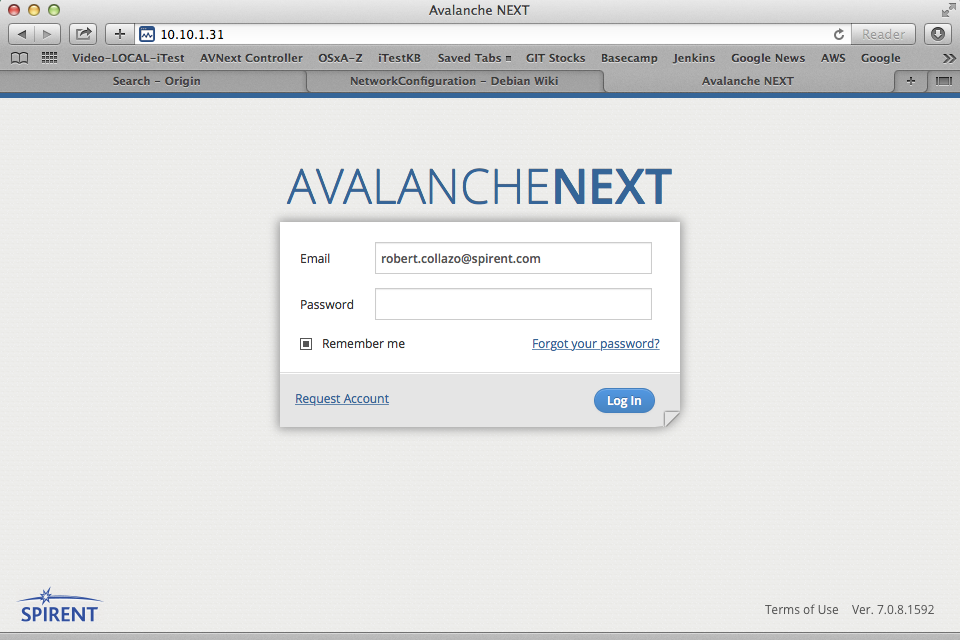 Avalanche NEXT
10.10.1.31
Reader
Video-LOCAL-iTest AVNext Controller OSxA-Z iTestKB Saved Tabs GIT Stocks Basecamp Jenkins Google News AWS Google
Search – Origin NetworkConfiguration – Debian Wiki Avalanche NEXT
AVALANCHENEXT
Email robert.collazo@spirent.com
Password
Remember me Forgot your password?
Request Account Log In
SPIRENT
Terms of Use Ver. 7.0.8.1592